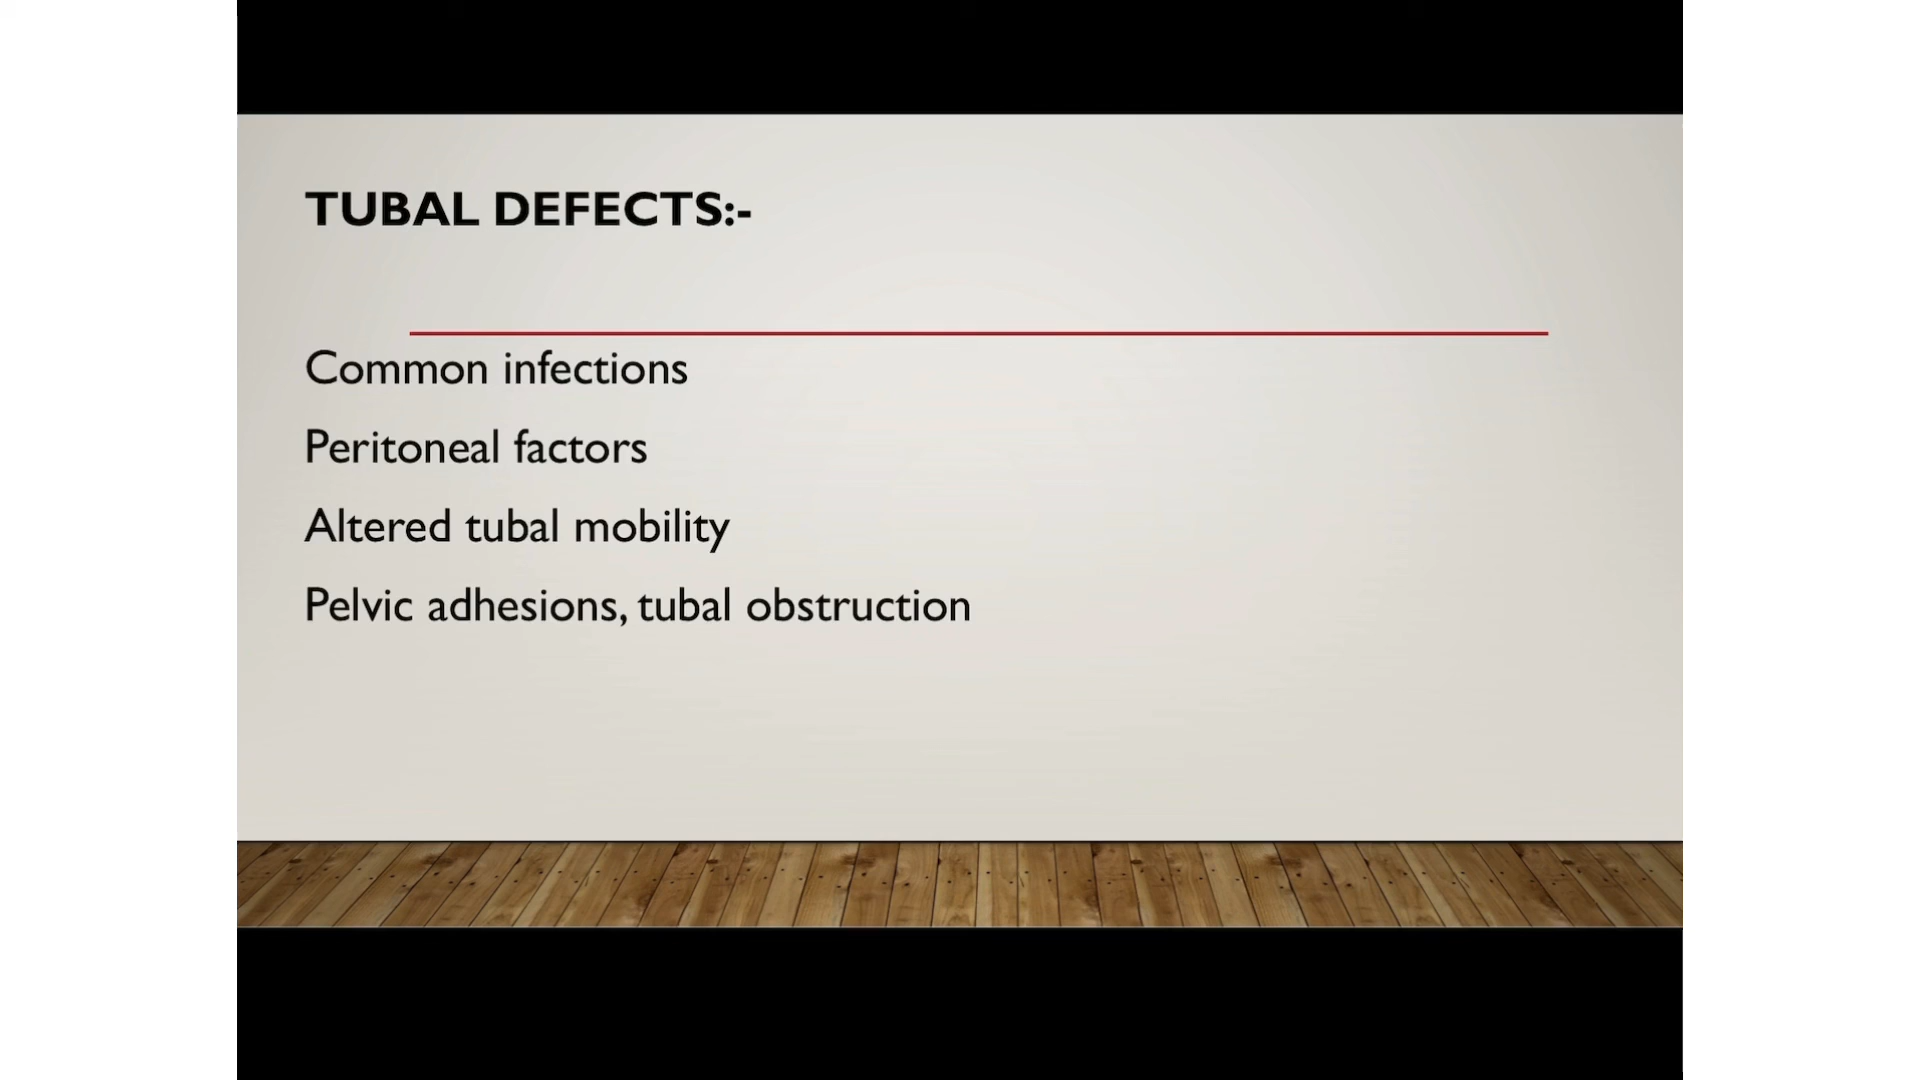 TUBAL DEFECTS:-
Common infections
Peritoneal factors
Altered tubal mobility
Pelvic adhesions, tubal obstruction